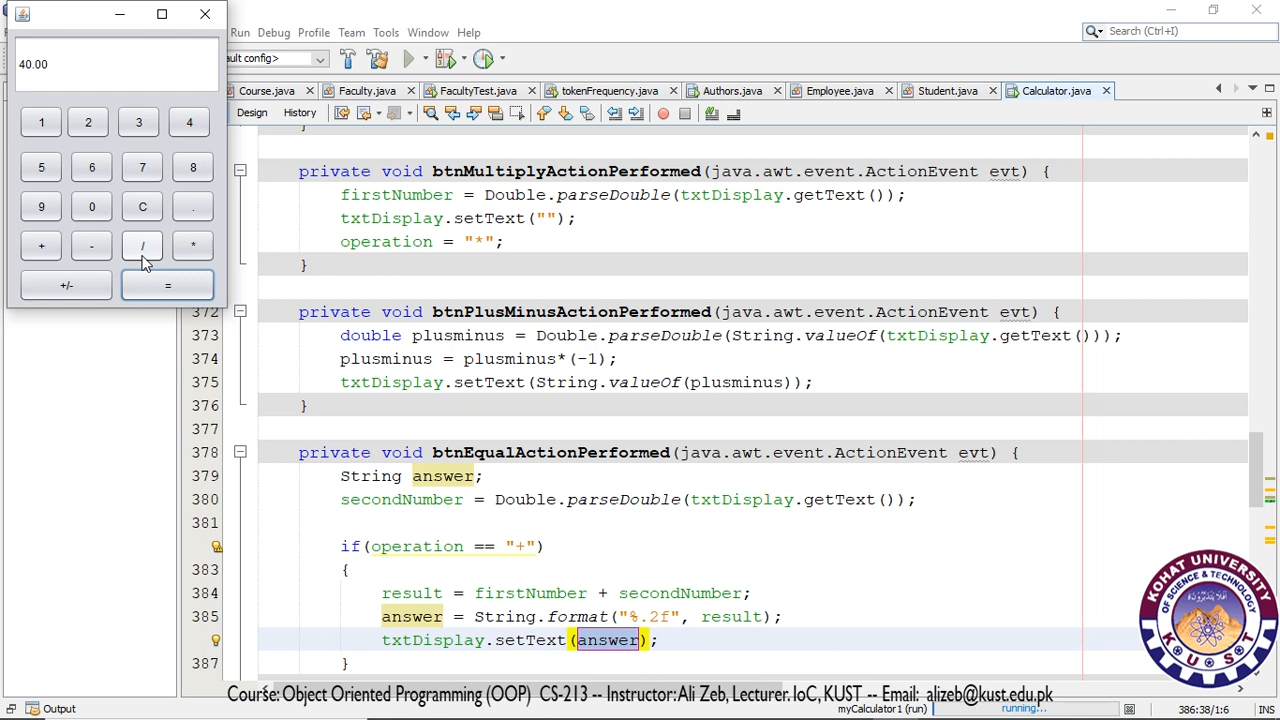 Run Debug Profile Team Tools Window Help
Search (Ctrl+I)
40.00
ault config>
Course.java Faculty.java FacultyTest.java tokenFrequency.java Authors.java Employee.java Student.java Calculator.java
Design History
1 2 3 4
5 6 7 8
9 0 C .
+ - / *
+/- =
}
private void btnMultiplyActionPerformed(java.awt.event.ActionEvent evt) {
firstNumber = Double.parseDouble(txtDisplay.getText());
txtDisplay.setText("");
operation = "*";
}
372 private void btnPlusMinusActionPerformed(java.awt.event.ActionEvent evt) {
373 double plusminus = Double.parseDouble(String.valueOf(txtDisplay.getText()));
374 plusminus = plusminus*(-1);
375 txtDisplay.setText(String.valueOf(plusminus));
376 }
377
378 private void btnEqualActionPerformed(java.awt.event.ActionEvent evt) {
379 String answer;
380 secondNumber = Double.parseDouble(txtDisplay.getText());
381
if(operation == "+")
383 {
384 result = firstNumber + secondNumber;
385 answer = String.format("%.2f", result);
txtDisplay.setText(answer);
387 }
KOHAT UNIVERSITY
OF SCIENCE & TECHNOLOGY
K U S T
Course: Object Oriented Programming (OOP) CS-213 -- Instructor: Ali Zeb, Lecturer. IoC, KUST -- Email: alizeb@kust.edu.pk
Output
myCalculator1 (run)
running...
386:38/1:6
INS